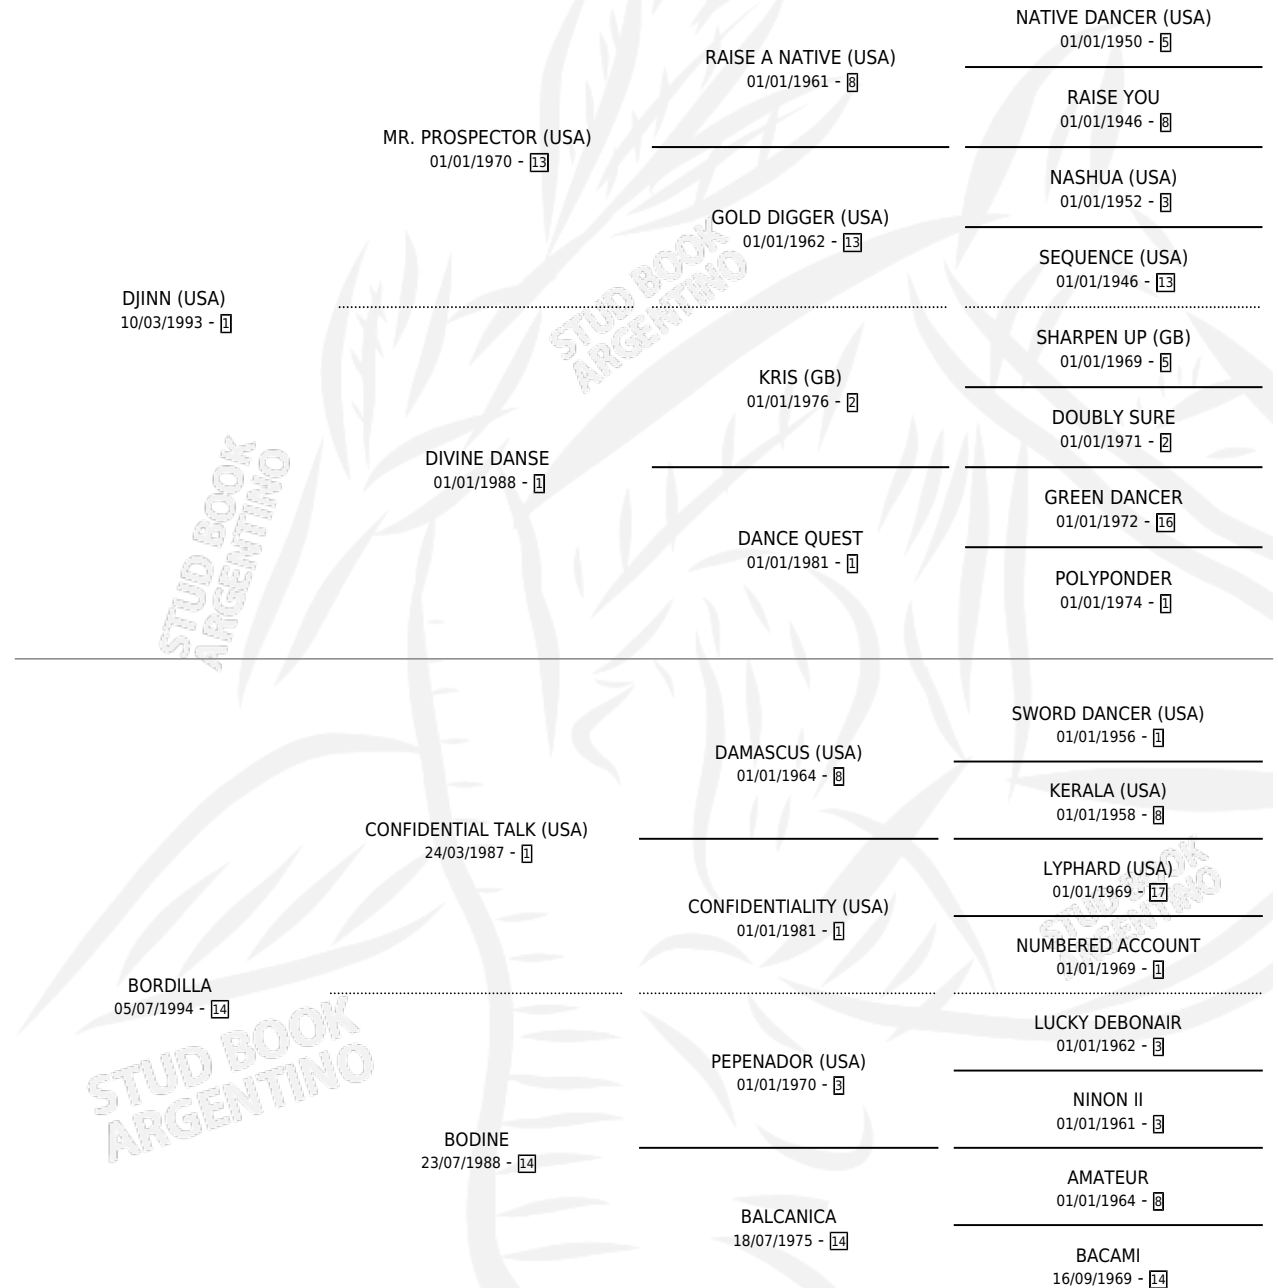 NATIVE DANCER (USA)
01/01/1950 - 5
RAISE A NATIVE (USA)
01/01/1961 - 8
RAISE YOU
01/01/1946 - 8
MR. PROSPECTOR (USA)
01/01/1970 - 13
NASHUA (USA)
01/01/1952 - 3
GOLD DIGGER (USA)
01/01/1962 - 13
SEQUENCE (USA)
01/01/1946 - 13
DJINN (USA)
10/03/1993 - 1
SHARPEN UP (GB)
01/01/1969 - 5
KRIS (GB)
01/01/1976 - 2
DOUBLY SURE
01/01/1971 - 2
DIVINE DANSE
01/01/1988 - 1
GREEN DANCER
01/01/1972 - 16
DANCE QUEST
01/01/1981 - 1
POLYPONDER
01/01/1974 - 1
SWORD DANCER (USA)
01/01/1956 - 1
DAMASCUS (USA)
01/01/1964 - 8
KERALA (USA)
01/01/1958 - 8
CONFIDENTIAL TALK (USA)
24/03/1987 - 1
LYPHARD (USA)
01/01/1969 - 17
CONFIDENTIALITY (USA)
01/01/1981 - 1
NUMBERED ACCOUNT
01/01/1969 - 1
BORDILLA
05/07/1994 - 14
LUCKY DEBONAIR
01/01/1962 - 3
PEPENADOR (USA)
01/01/1970 - 3
NINON II
01/01/1961 - 3
BODINE
23/07/1988 - 14
AMATEUR
01/01/1964 - 8
BALCANICA
18/07/1975 - 14
BACAMI
16/09/1969 - 14
STUD BOOK
ARGENTINO
STUD BOOK
ARGENTINO
STUD BOOK
ARGENTINO
STUD BOOK
ARGENTINO